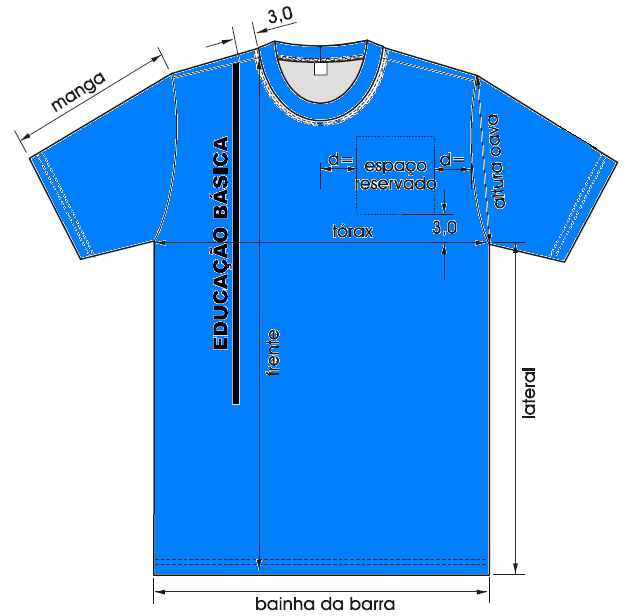 3,0
manga
EDUCAÇÃO BÁSICA
altura cava
d= espaço d=
reservado
3,0
tórax
frente
lateral
bainha da barra